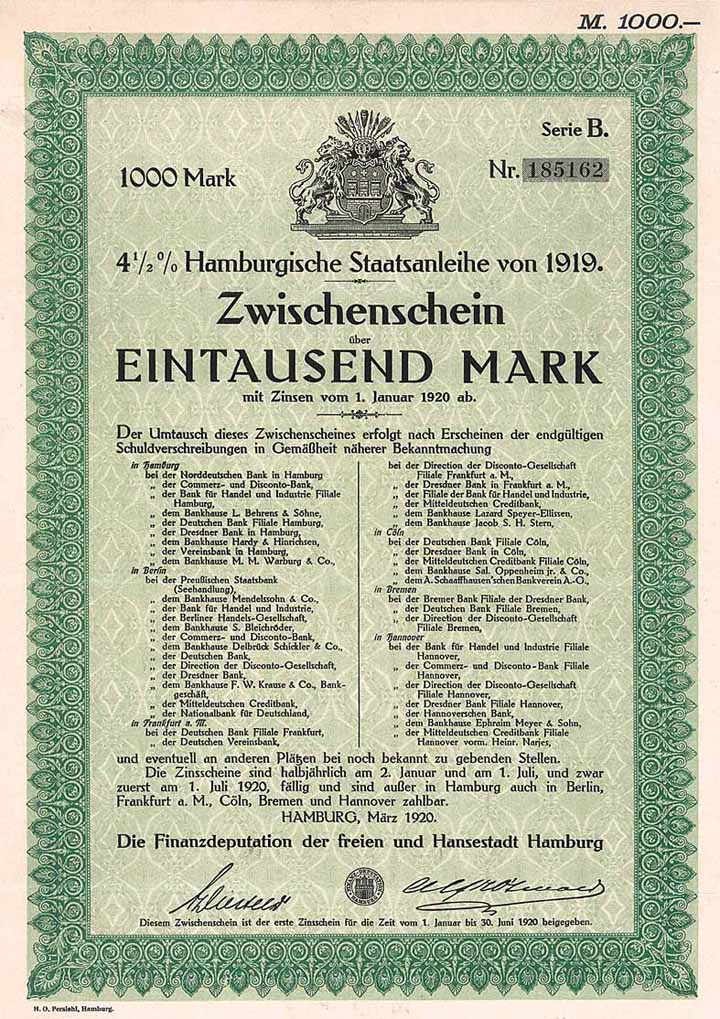 M. 1000.—
Serie B.
1000 Mark
Nr. 185162
4 1/2 % Hamburgische Staatsanleihe von 1919.
Zwischenschein
über
EINTAUSEND MARK
mit Zinsen vom 1. Januar 1920 ab.
Der Umtausch dieses Zwischenscheines erfolgt nach Erscheinen der endgültigen
Schuldverschreibungen in Gemäßheit näherer Bekanntmachung
in Hamburg
bei der Norddeutschen Bank in Hamburg
„ der Commerz- und Disconto-Bank,
„ der Bank für Handel und Industrie Filiale
Hamburg,
„ dem Bankhause L. Behrens & Söhne,
„ der Deutschen Bank Filiale Hamburg,
„ der Dresdner Bank in Hamburg,
„ dem Bankhause Hardy & Hinrichsen,
„ der Vereinsbank in Hamburg,
„ dem Bankhause M. M. Warburg & Co.,
in Berlin
bei der Preußischen Staatsbank
(Seehandlung),
„ dem Bankhause Mendelssohn & Co.,
„ der Bank für Handel und Industrie,
„ der Berliner Handels-Gesellschaft,
„ dem Bankhause S. Bleichröder,
„ der Commerz- und Disconto-Bank,
„ dem Bankhause Delbrück Schickler & Co.,
„ der Deutschen Bank,
„ der Direction der Disconto-Gesellschaft,
„ der Dresdner Bank,
„ dem Bankhause F. W. Krause & Co., Bank-
geschäft,
„ der Mitteldeutschen Creditbank,
„ der Nationalbank für Deutschland,
in Frankfurt a. M.
bei der Deutschen Bank Filiale Frankfurt,
„ der Deutschen Vereinsbank,
bei der Direction der Disconto-Gesellschaft
Filiale Frankfurt a. M.,
„ der Dresdner Bank in Frankfurt a. M.,
„ der Filiale der Bank für Handel und Industrie,
„ der Mitteldeutschen Creditbank,
„ dem Bankhause Lazard Speyer-Ellissen,
„ dem Bankhause Jacob S. H. Stern,
in Cöln
bei der Deutschen Bank Filiale Cöln,
„ der Dresdner Bank in Cöln,
„ der Mitteldeutschen Creditbank Filiale Cöln,
„ dem Bankhause Sal. Oppenheim jr. & Co.,
„ dem A. Schaaffhausen'schen Bankverein A.-G.,
in Bremen
bei der Bremer Bank Filiale der Dresdner Bank,
„ der Deutschen Bank Filiale Bremen,
„ der Direction der Disconto-Gesellschaft
Filiale Bremen,
in Hannover
bei der Bank für Handel und Industrie Filiale
Hannover,
„ der Commerz- und Disconto-Bank Filiale
Hannover,
„ der Direction der Disconto-Gesellschaft
Filiale Hannover,
„ der Dresdner Bank Filiale Hannover,
„ der Hannoverschen Bank,
„ dem Bankhause Ephraim Meyer & Sohn,
„ der Mitteldeutschen Creditbank Filiale
Hannover vorm. Heinr. Narjes,
und eventuell an anderen Plätzen bei noch bekannt zu gebenden Stellen.
Die Zinsscheine sind halbjährlich am 2. Januar und am 1. Juli, und zwar
zuerst am 1. Juli 1920, fällig und sind außer in Hamburg auch in Berlin,
Frankfurt a. M., Cöln, Bremen und Hannover zahlbar.
HAMBURG, März 1920.
Die Finanzdeputation der freien und Hansestadt Hamburg
Diesem Zwischenschein ist der erste Zinsschein für die Zeit vom 1. Januar bis 30. Juni 1920 beigegeben.
H. O. Persiehl, Hamburg.